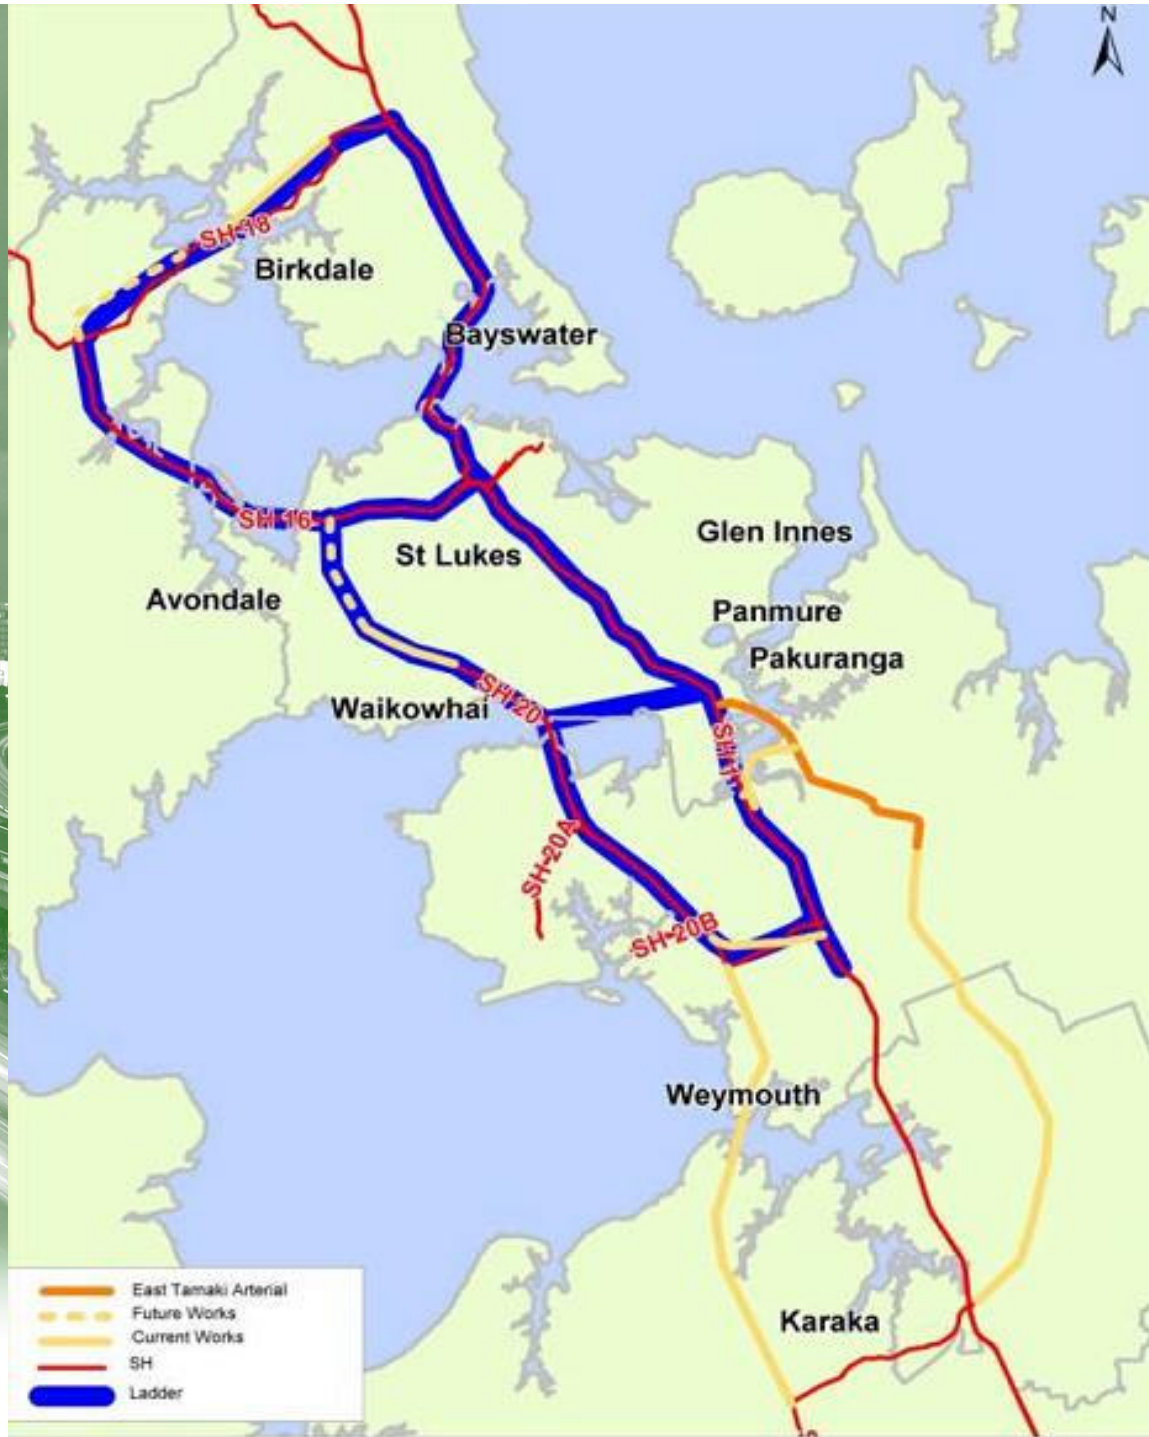 N
SH 18
Birkdale
Bayswater
SH 16
St Lukes
Glen Innes
Avondale
Panmure
Pakuranga
Waikowhai
SH 20
SH 1
SH-20A
SH-20B
Weymouth
Karaka
East Tamaki Arterial
Future Works
Current Works
SH
Ladder